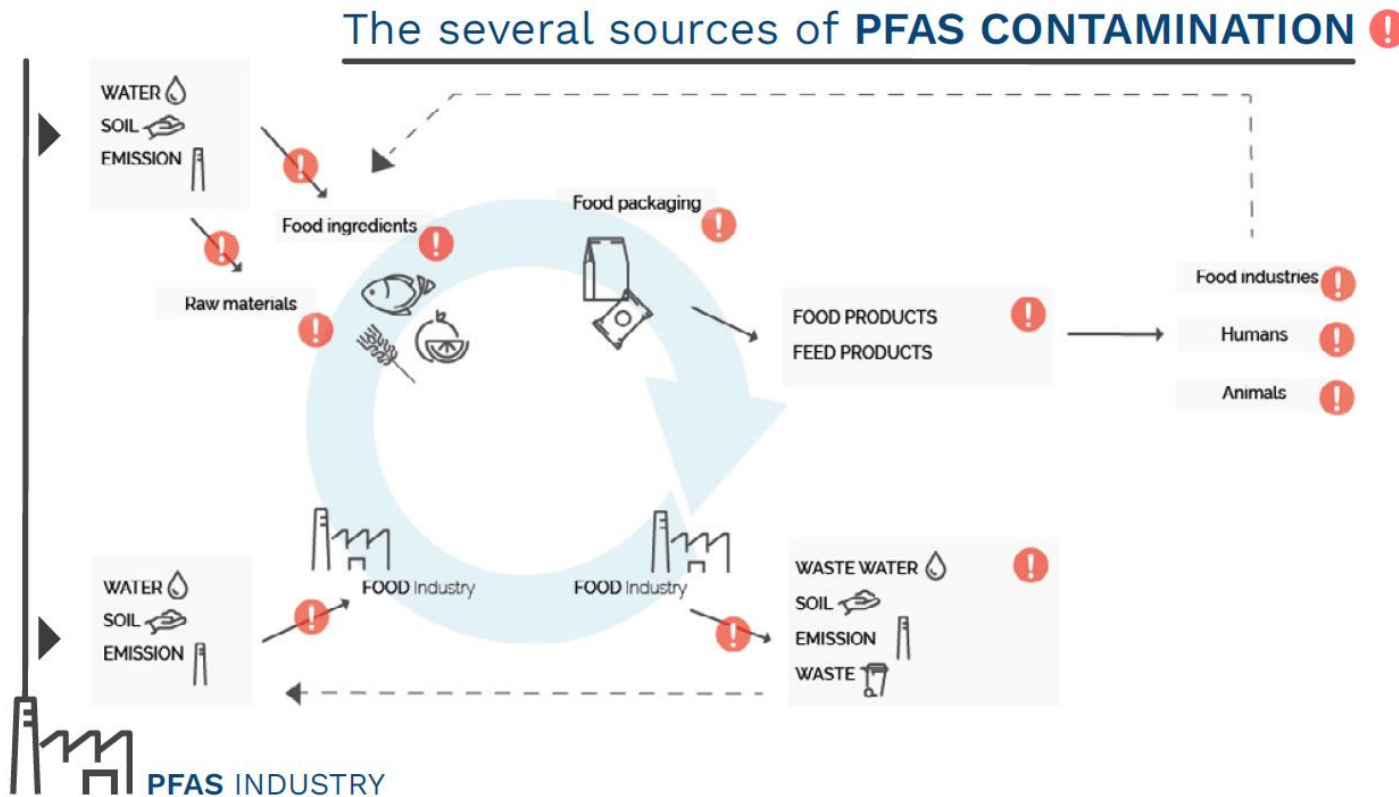 The several sources of PFAS CONTAMINATION !
WATER
SOIL
EMISSION
Food ingredients
Raw materials
Food packaging
FOOD PRODUCTS
FEED PRODUCTS
Food industries
Humans
Animals
WATER
SOIL
EMISSION
FOOD Industry
FOOD Industry
WASTE WATER
SOIL
EMISSION
WASTE
PFAS INDUSTRY